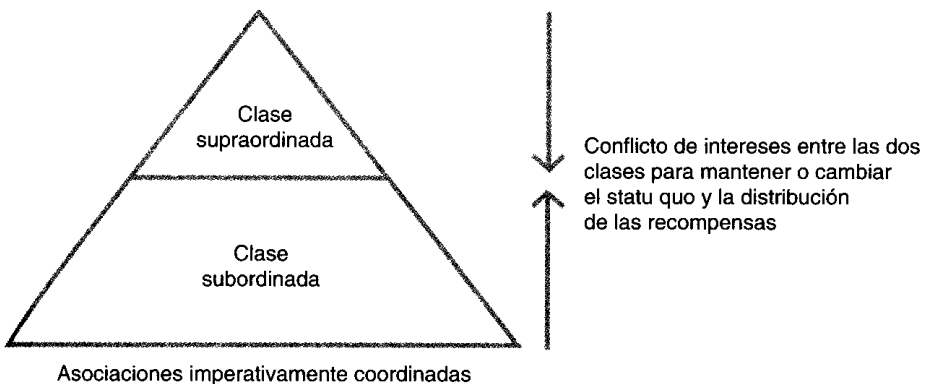 Clase
supraordinada
Clase
subordinada
Conflicto de intereses entre las dos
clases para mantener o cambiar
el statu quo y la distribución
de las recompensas
Asociaciones imperativamente coordinadas